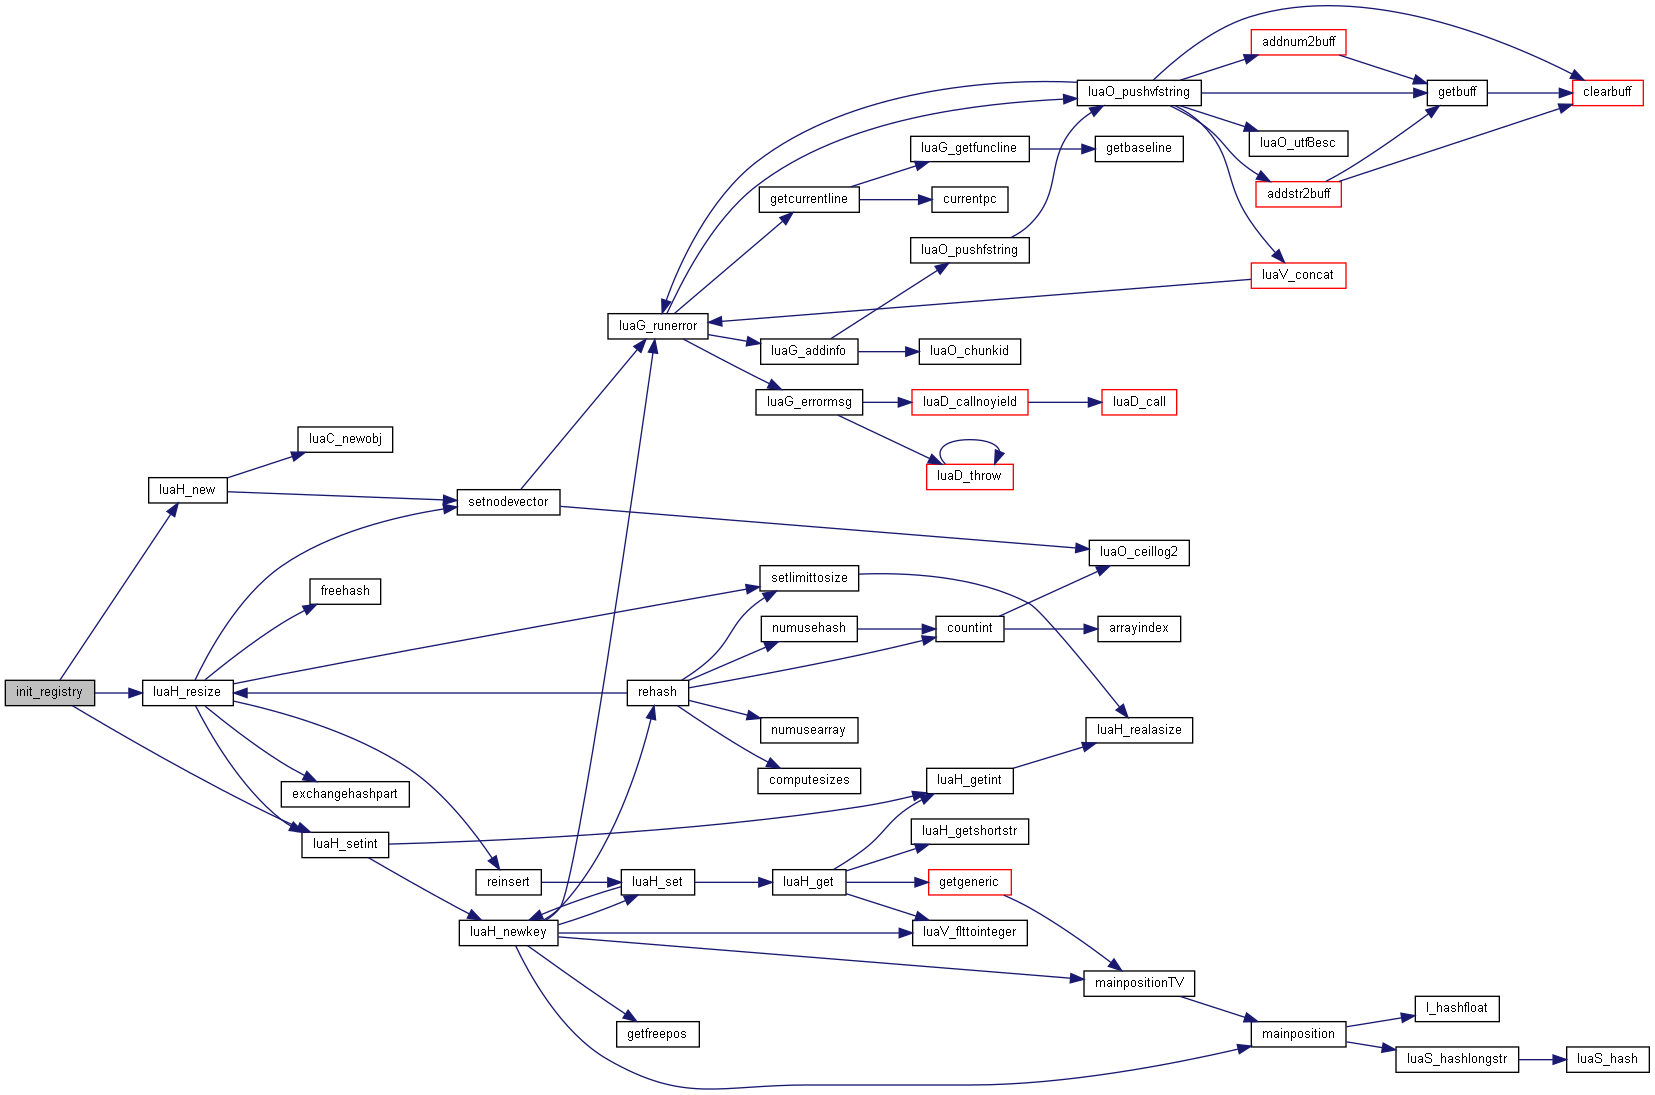 addnum2buff
luaO_pushvfstring
getbuff
clearbuff
luaO_utf8esc
luaG_getfuncline
getbaseline
getcurrentline
currentpc
addstr2buff
luaO_pushfstring
luaV_concat
luaG_runerror
luaG_addinfo
luaO_chunkid
luaG_errormsg
luaD_callnoyield
luaD_call
luaC_newobj
luaD_throw
luaH_new
setnodevector
luaO_ceillog2
freehash
setlimittosize
numusehash
countint
arrayindex
init_registry
luaH_resize
rehash
numusearray
luaH_realasize
computesizes
luaH_getint
exchangehashpart
luaH_getshortstr
luaH_setint
reinsert
luaH_set
luaH_get
getgeneric
luaH_newkey
luaV_flttointeger
mainpositionTV
getfreepos
mainposition
l_hashfloat
luaS_hashlongstr
luaS_hash